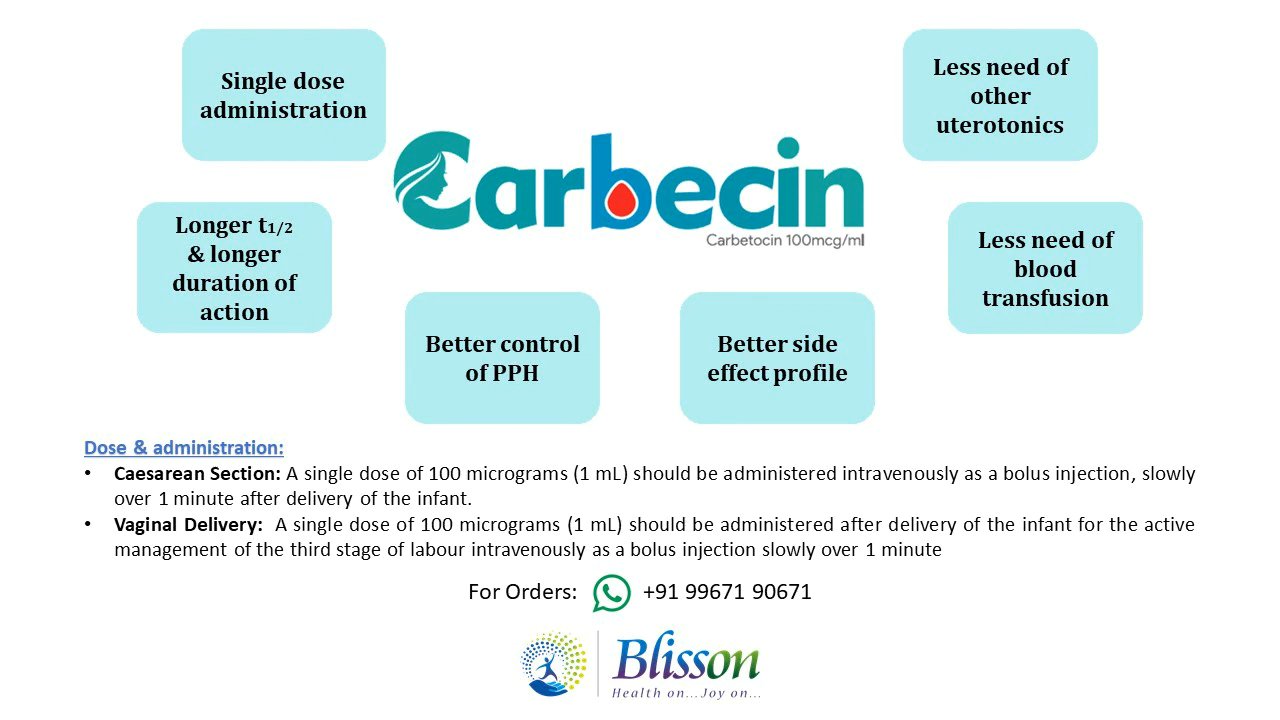 Single dose
administration
Less need of
other
uterotonics
Carbecin
Carbetocin 100mcg/ml
Longer t1/2
& longer
duration of
action
Less need of
blood
transfusion
Better control
of PPH
Better side
effect profile
Dose & administration:
• Caesarean Section: A single dose of 100 micrograms (1 mL) should be administered intravenously as a bolus injection, slowly
over 1 minute after delivery of the infant.
• Vaginal Delivery: A single dose of 100 micrograms (1 mL) should be administered after delivery of the infant for the active
management of the third stage of labour intravenously as a bolus injection slowly over 1 minute
For Orders: +91 99671 90671
Blisson
Health on...Joy on...